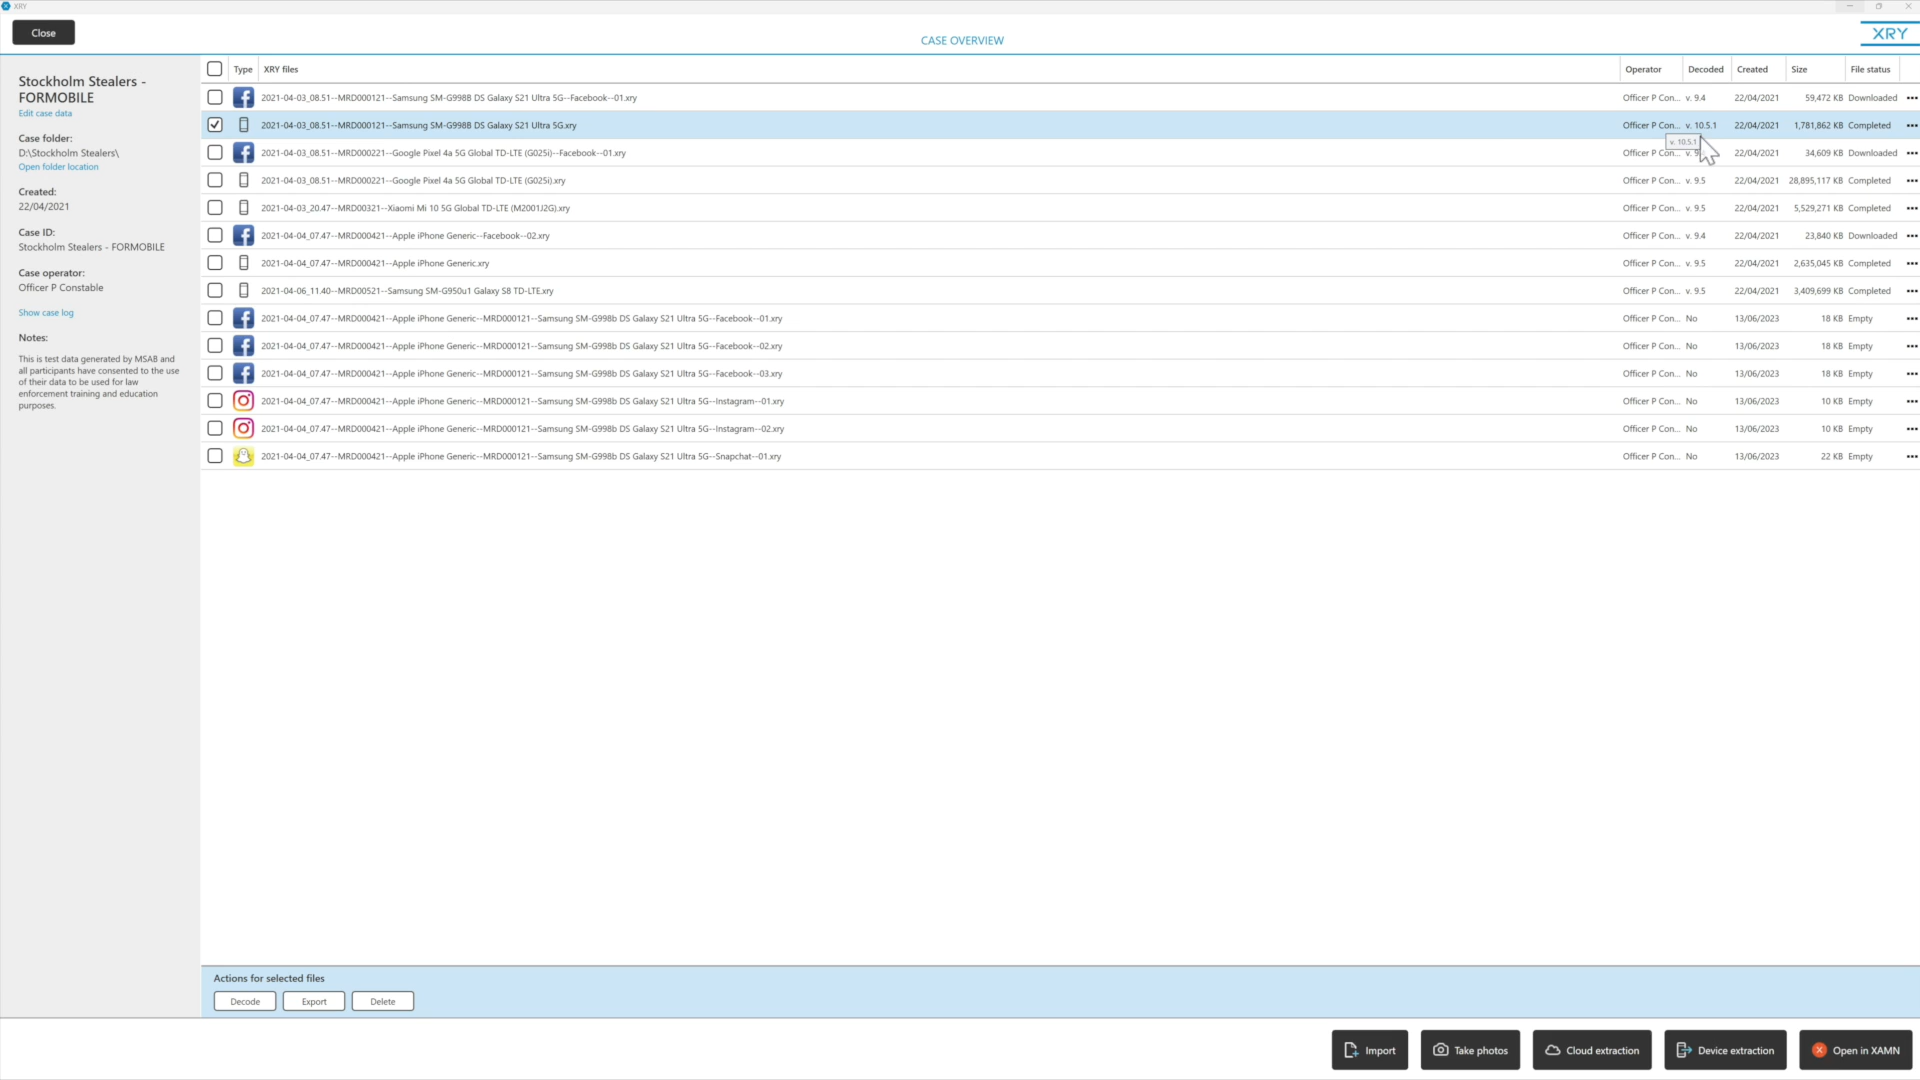 XRY
Close
CASE OVERVIEW
XRY
Stockholm Stealers -
FORMOBILE
Edit case data
Case folder:
D:\Stockholm Stealers\
Open folder location
Created:
22/04/2021
Case ID:
Stockholm Stealers - FORMOBILE
Case operator:
Officer P Constable
Show case log
Notes:
This is test data generated by MSAB and
all participants have consented to the use
of their data to be used for law
enforcement training and education
purposes.
Type XRY files Operator Decoded Created Size File status
2021-04-03_08.51--MRD000121--Samsung SM-G998B DS Galaxy S21 Ultra 5G--Facebook--01.xry Officer P Con... v. 9.4 22/04/2021 59,472 KB Downloaded
2021-04-03_08.51--MRD000121--Samsung SM-G998B DS Galaxy S21 Ultra 5G.xry Officer P Con... v. 10.5.1 22/04/2021 1,781,862 KB Completed
v. 10.5.1
2021-04-03_08.51--MRD000221--Google Pixel 4a 5G Global TD-LTE (G025i)--Facebook--01.xry Officer P Con... 22/04/2021 34,609 KB Downloaded
2021-04-03_08.51--MRD000221--Google Pixel 4a 5G Global TD-LTE (G025i).xry Officer P Con... v. 9.5 22/04/2021 28,895,117 KB Completed
2021-04-03_20.47--MRD00321--Xiaomi Mi 10 5G Global TD-LTE (M2001J2G).xry Officer P Con... v. 9.5 22/04/2021 5,529,271 KB Completed
2021-04-04_07.47--MRD000421--Apple iPhone Generic--Facebook--02.xry Officer P Con... v. 9.4 22/04/2021 23,840 KB Downloaded
2021-04-04_07.47--MRD000421--Apple iPhone Generic.xry Officer P Con... v. 9.5 22/04/2021 2,635,045 KB Completed
2021-04-06_11.40--MRD00521--Samsung SM-G950u1 Galaxy S8 TD-LTE.xry Officer P Con... v. 9.5 22/04/2021 3,409,699 KB Completed
2021-04-04_07.47--MRD000421--Apple iPhone Generic--MRD000121--Samsung SM-G998b DS Galaxy S21 Ultra 5G--Facebook--01.xry Officer P Con... No 13/06/2023 18 KB Empty
2021-04-04_07.47--MRD000421--Apple iPhone Generic--MRD000121--Samsung SM-G998b DS Galaxy S21 Ultra 5G--Facebook--02.xry Officer P Con... No 13/06/2023 18 KB Empty
2021-04-04_07.47--MRD000421--Apple iPhone Generic--MRD000121--Samsung SM-G998b DS Galaxy S21 Ultra 5G--Facebook--03.xry Officer P Con... No 13/06/2023 18 KB Empty
2021-04-04_07.47--MRD000421--Apple iPhone Generic--MRD000121--Samsung SM-G998b DS Galaxy S21 Ultra 5G--Instagram--01.xry Officer P Con... No 13/06/2023 10 KB Empty
2021-04-04_07.47--MRD000421--Apple iPhone Generic--MRD000121--Samsung SM-G998b DS Galaxy S21 Ultra 5G--Instagram--02.xry Officer P Con... No 13/06/2023 10 KB Empty
2021-04-04_07.47--MRD000421--Apple iPhone Generic--MRD000121--Samsung SM-G998b DS Galaxy S21 Ultra 5G--Snapchat--01.xry Officer P Con... No 13/06/2023 22 KB Empty
Actions for selected files
Decode Export Delete
Import Take photos Cloud extraction Device extraction Open in XAMN